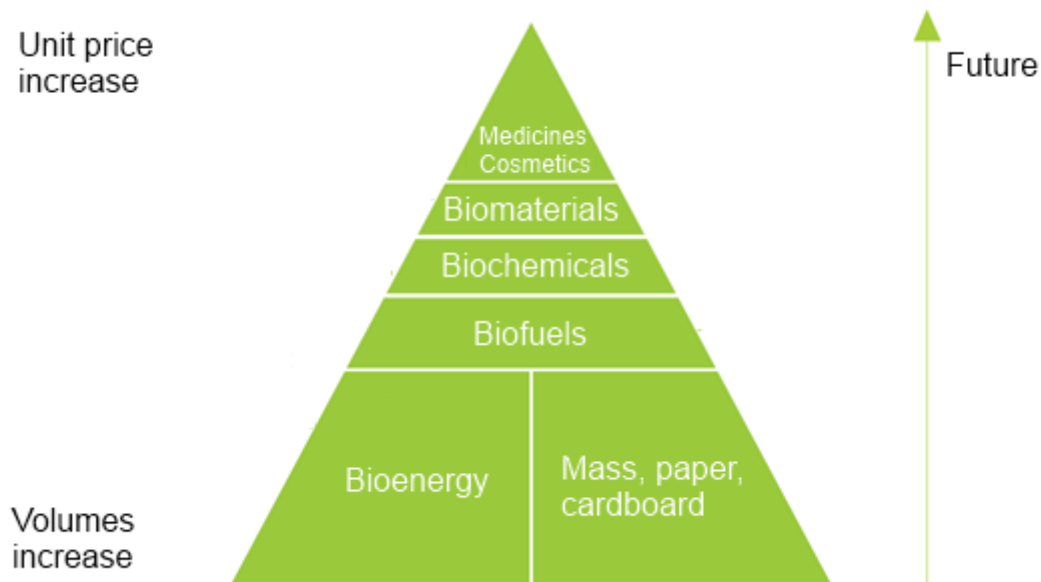 Unit price
increase
Future
Medicines
Cosmetics
Biomaterials
Biochemicals
Biofuels
Bioenergy
Mass, paper,
cardboard
Volumes
increase